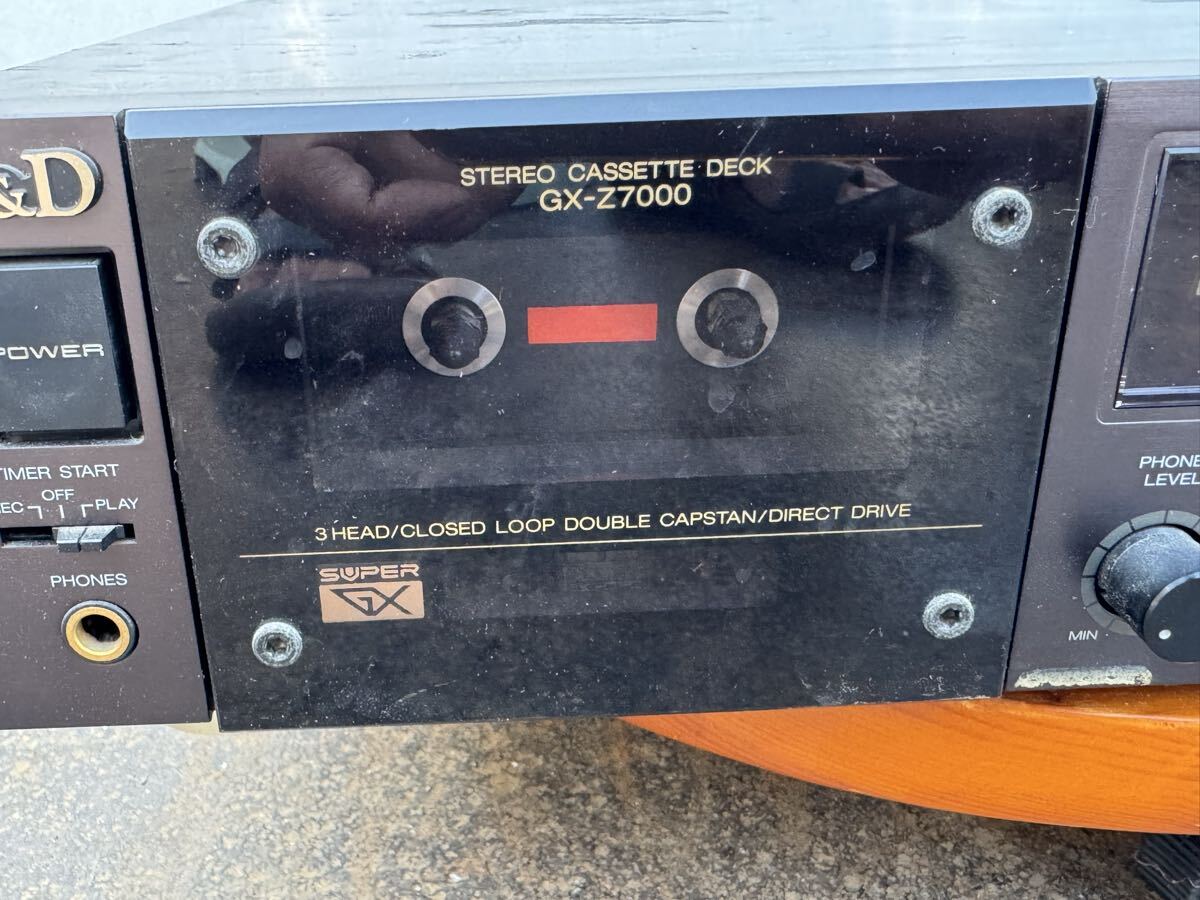 &D
STEREO CASSETTE DECK
GX-Z7000
POWER
TIMER START
OFF
REC PLAY
PHONES
3 HEAD/CLOSED LOOP DOUBLE CAPSTAN/DIRECT DRIVE
SUPER
GX
PHONE
LEVEL
MIN